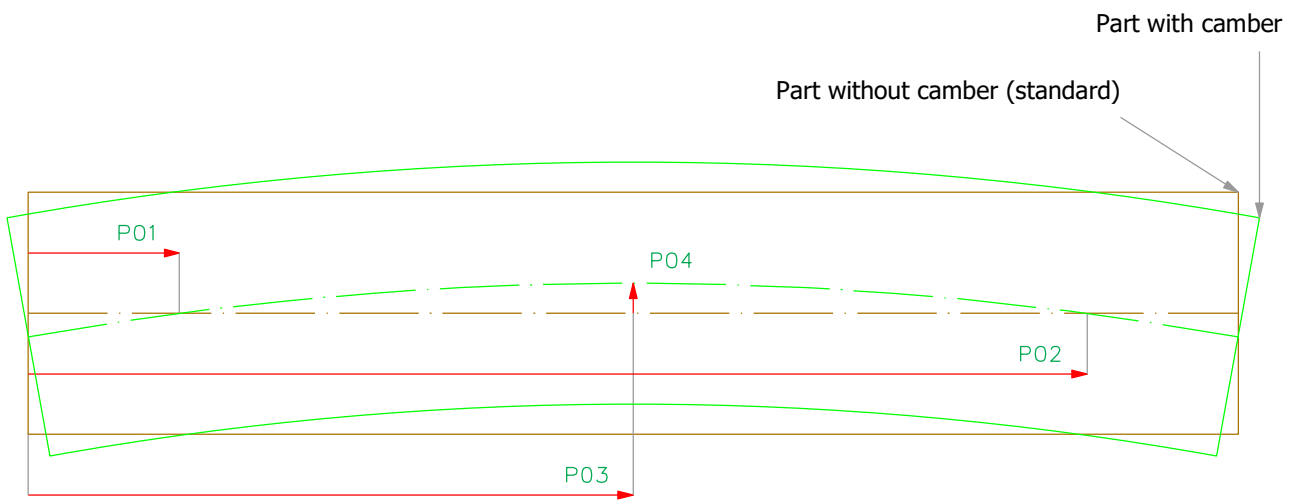 Part with camber
Part without camber (standard)
P01
P04
P02
P03